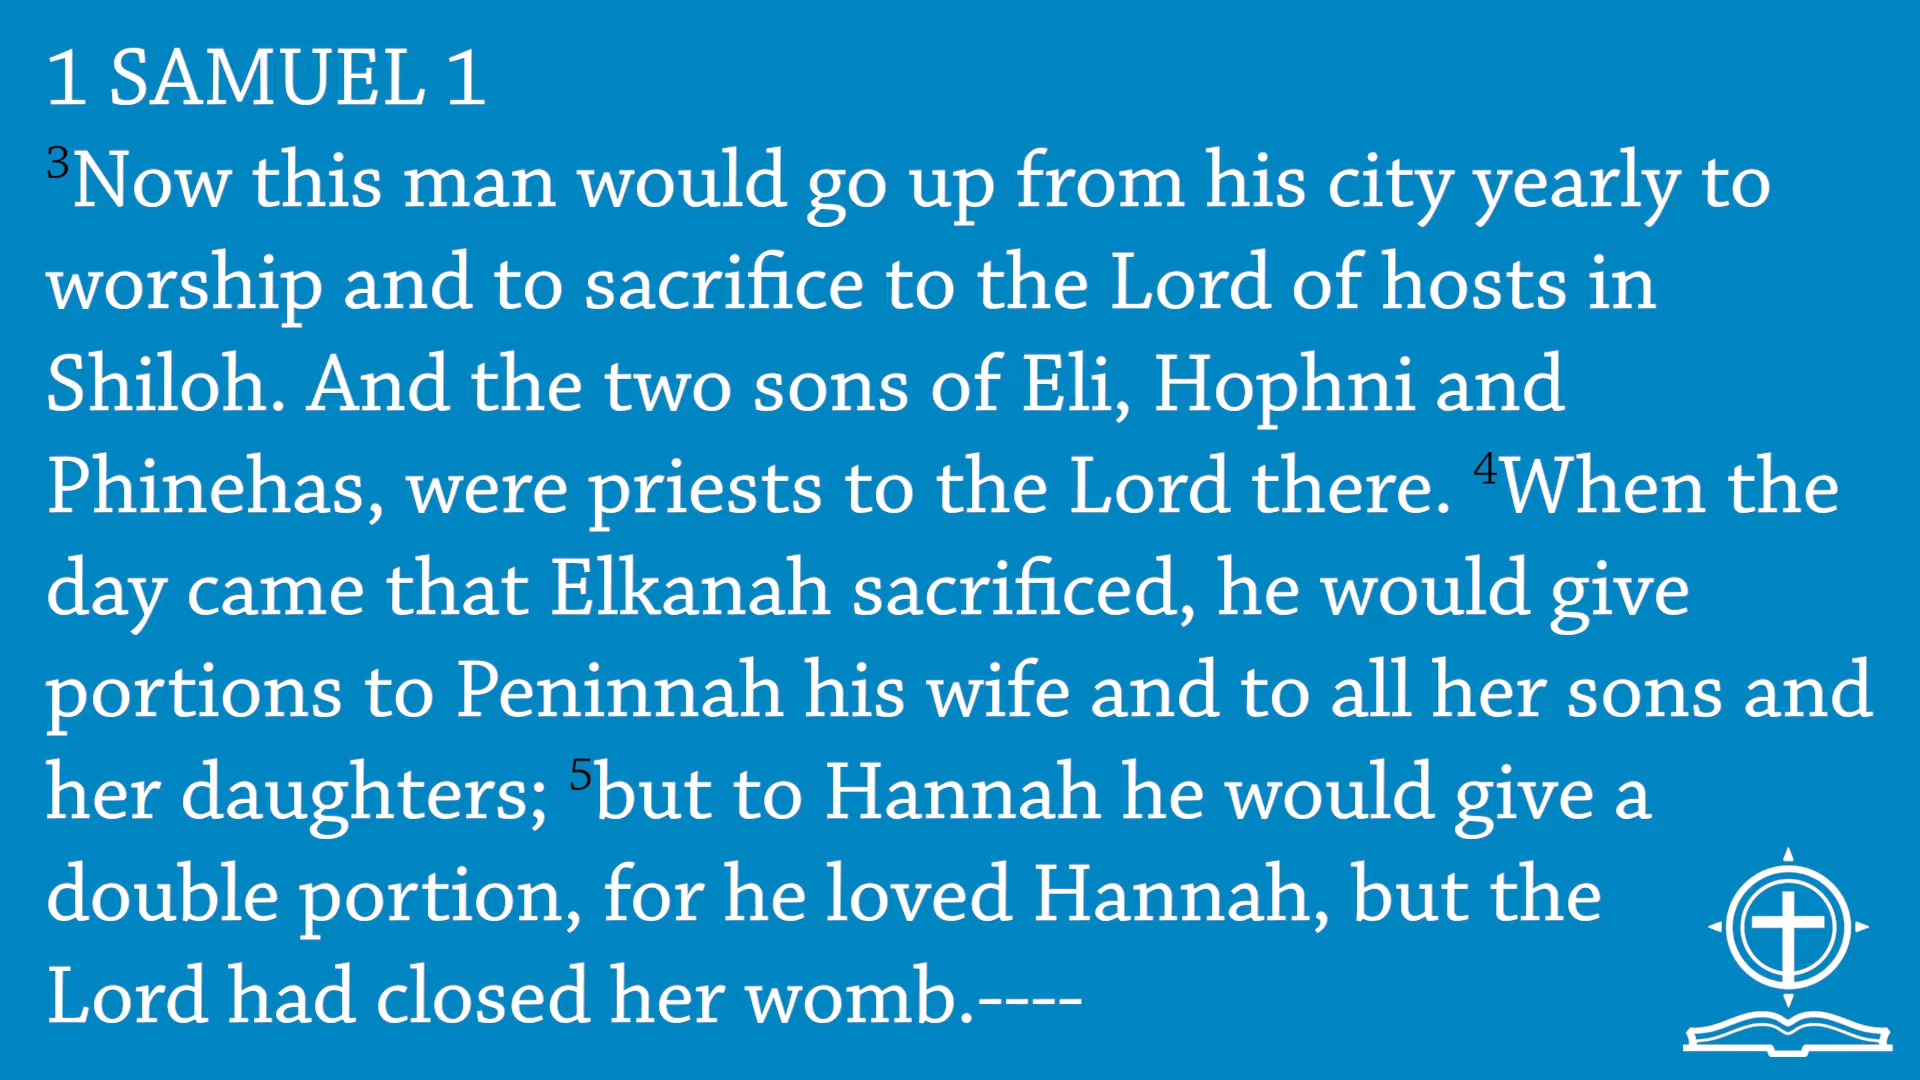 1 SAMUEL 1
³Now this man would go up from his city yearly to
worship and to sacrifice to the Lord of hosts in
Shiloh. And the two sons of Eli, Hophni and
Phinehas, were priests to the Lord there. ⁴When the
day came that Elkanah sacrificed, he would give
portions to Peninnah his wife and to all her sons and
her daughters; ⁵but to Hannah he would give a
double portion, for he loved Hannah, but the
Lord had closed her womb.----